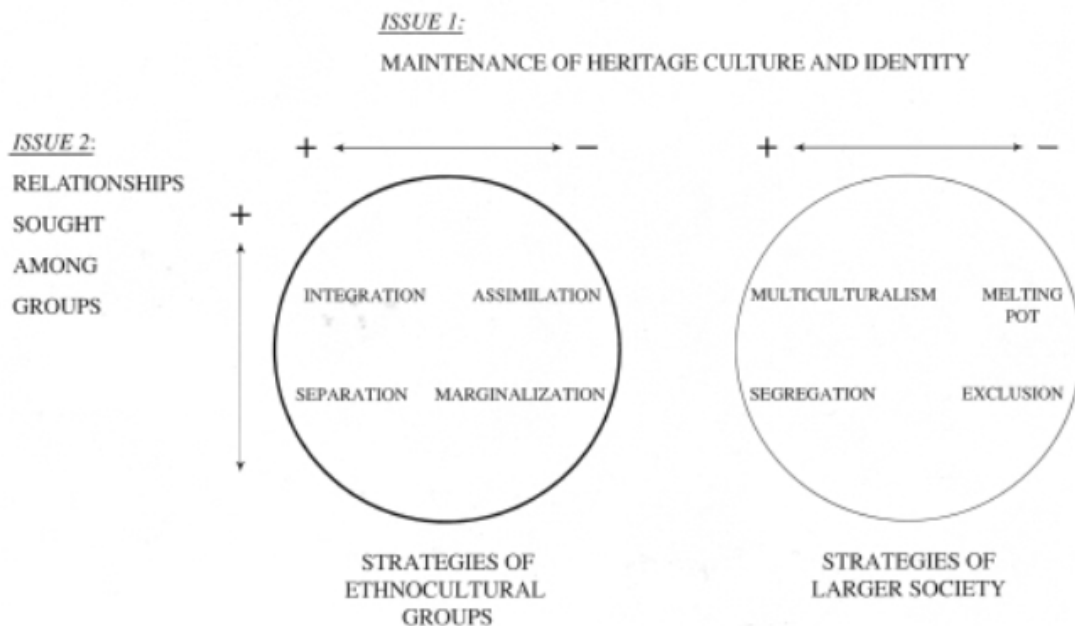 ISSUE 1:
MAINTENANCE OF HERITAGE CULTURE AND IDENTITY
ISSUE 2:
RELATIONSHIPS
SOUGHT
AMONG
GROUPS
+ −
+ −
+
INTEGRATION ASSIMILATION
SEPARATION MARGINALIZATION
MULTICULTURALISM MELTING
POT
SEGREGATION EXCLUSION
STRATEGIES OF
ETHNOCULTURAL
GROUPS
STRATEGIES OF
LARGER SOCIETY